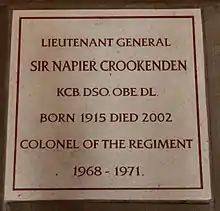 LIEUTENANT GENERAL
SIR NAPIER CROOKENDEN
KCB. DSO. OBE. DL.
BORN 1915 DIED 2002
COLONEL OF THE REGIMENT
1968 - 1971.